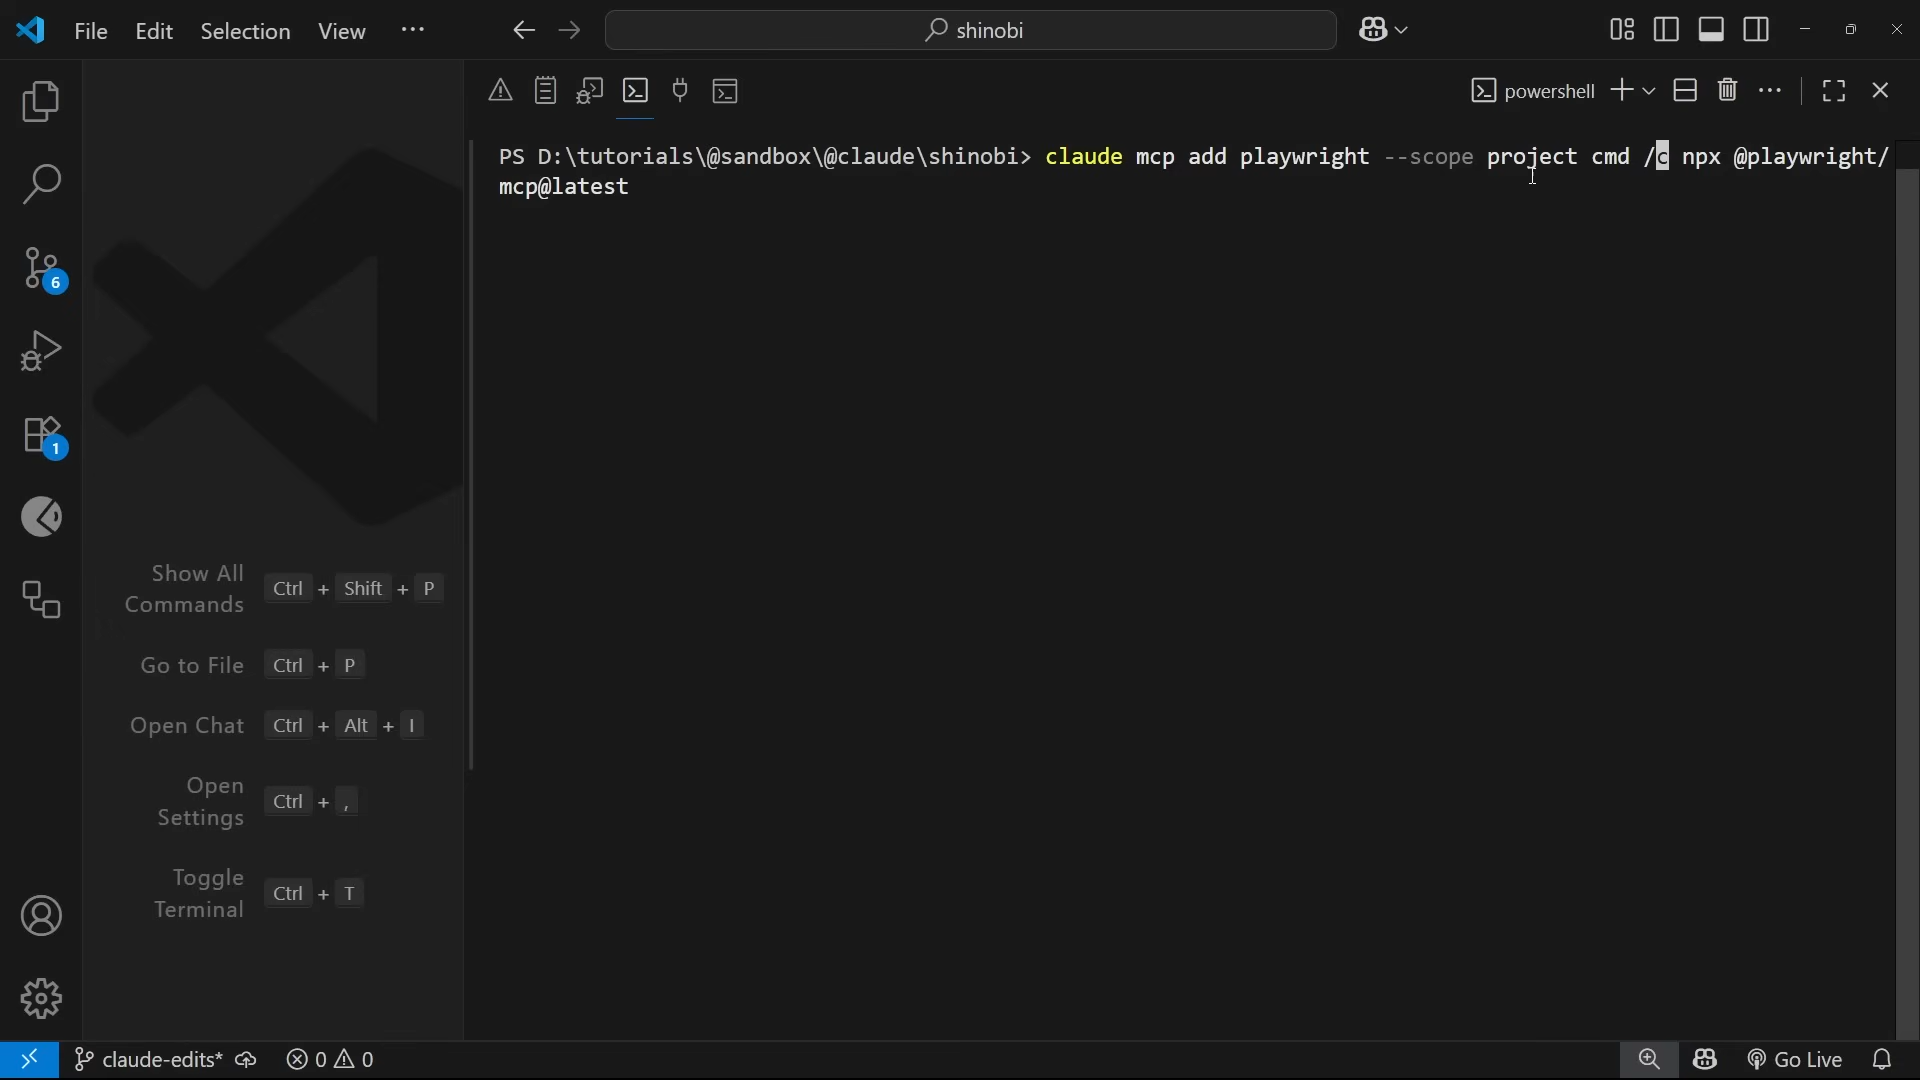 File Edit Selection View ··· shinobi
powershell
PS D:\tutorials\@sandbox\@claude\shinobi> claude mcp add playwright --scope project cmd /c npx @playwright/
mcp@latest
6
1
Show All
Commands
Ctrl + Shift + P
Go to File Ctrl + P
Open Chat Ctrl + Alt + I
Open
Settings
Ctrl + ,
Toggle
Terminal
Ctrl + T
claude-edits* 0 0 Go Live